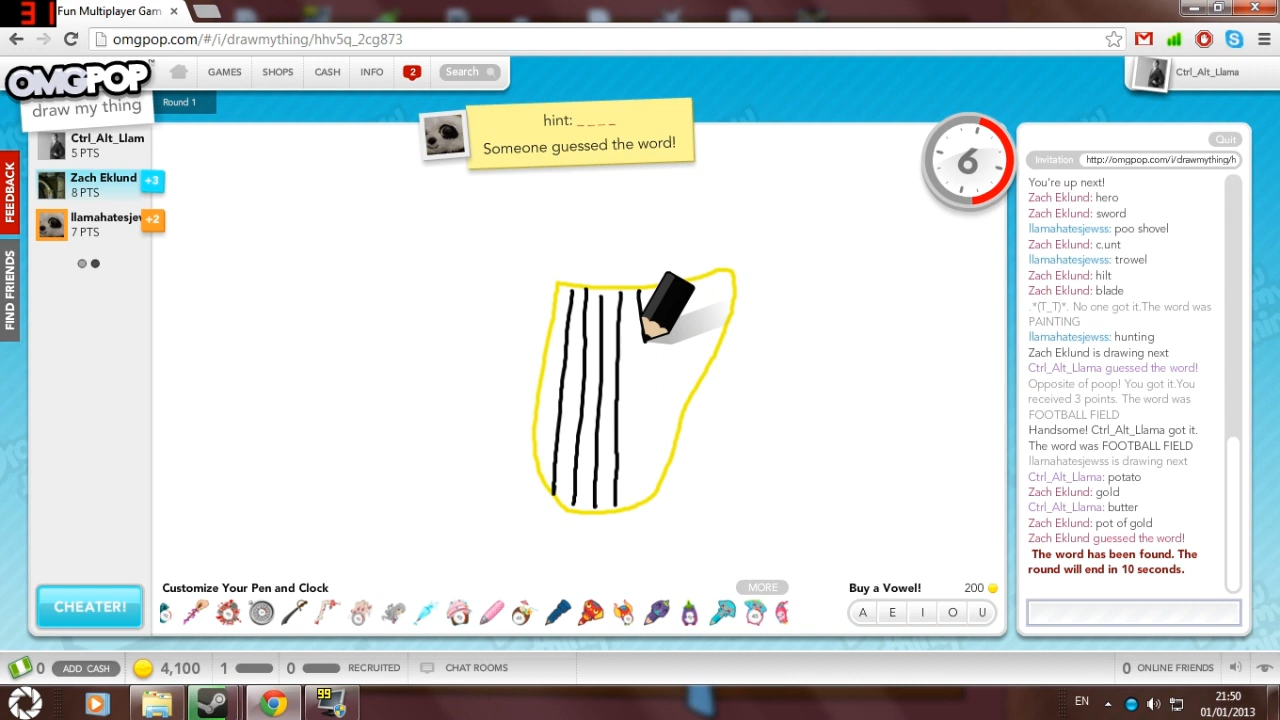 31
Fun Multiplayer Gam
omgpop.com/#/i/drawmything/hhv5q_2cg873
OMGPOP
draw my thing
GAMES
SHOPS
CASH
INFO
2
Search
Ctrl_Alt_Llama
Round 1
FEEDBACK
FIND FRIENDS
Ctrl_Alt_Llam
5 PTS
Zach Eklund
+3
8 PTS
llamahatesjew
+2
7 PTS
hint: _ _ _ _
Someone guessed the word!
6
Quit
Invitation http://omgpop.com/i/drawmything/h
You're up next!
Zach Eklund: hero
Zach Eklund: sword
llamahatesjewss: poo shovel
Zach Eklund: c.unt
llamahatesjewss: trowel
Zach Eklund: hilt
Zach Eklund: blade
.*(T_T)*. No one got it.The word was
PAINTING
llamahatesjewss: hunting
Zach Eklund is drawing next
Ctrl_Alt_Llama guessed the word!
Opposite of poop! You got it.You
received 3 points. The word was
FOOTBALL FIELD
Handsome! Ctrl_Alt_Llama got it.
The word was FOOTBALL FIELD
llamahatesjewss is drawing next
Ctrl_Alt_Llama: potato
Zach Eklund: gold
Ctrl_Alt_Llama: butter
Zach Eklund: pot of gold
Zach Eklund guessed the word!
The word has been found. The
round will end in 10 seconds.
CHEATER!
Customize Your Pen and Clock
MORE
Buy a Vowel!
200
A E I O U
0 ADD CASH
4,100
1
0 RECRUITED
CHAT ROOMS
0 ONLINE FRIENDS
99
EN
21:50
01/01/2013